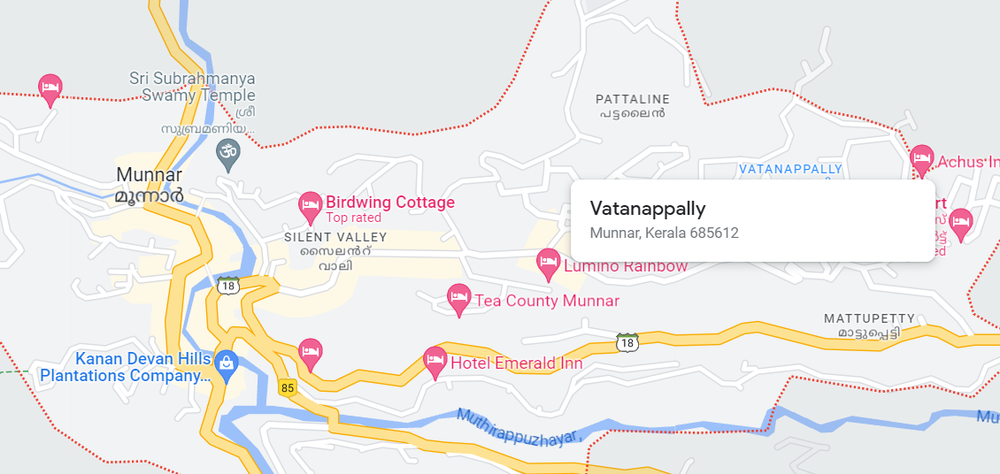 Sri Subrahmanya
Swamy Temple
ശ്രീ
സുബ്രമണിയ...
PATTALINE
പട്ടലൈൻ
Munnar
മൂന്നാർ
VATANAPPALLY
Achus In
Birdwing Cottage
Top rated
Vatanappally
Munnar, Kerala 685612
rt
ed
SILENT VALLEY
സൈലൻ്റ്
വാലി
Lumino Rainbow
18
Tea County Munnar
MATTUPETTY
മാട്ടുപ്പെട്ടി
18
Kanan Devan Hills
Plantations Company...
Hotel Emerald Inn
85
Muthirappuzhayar
Mu